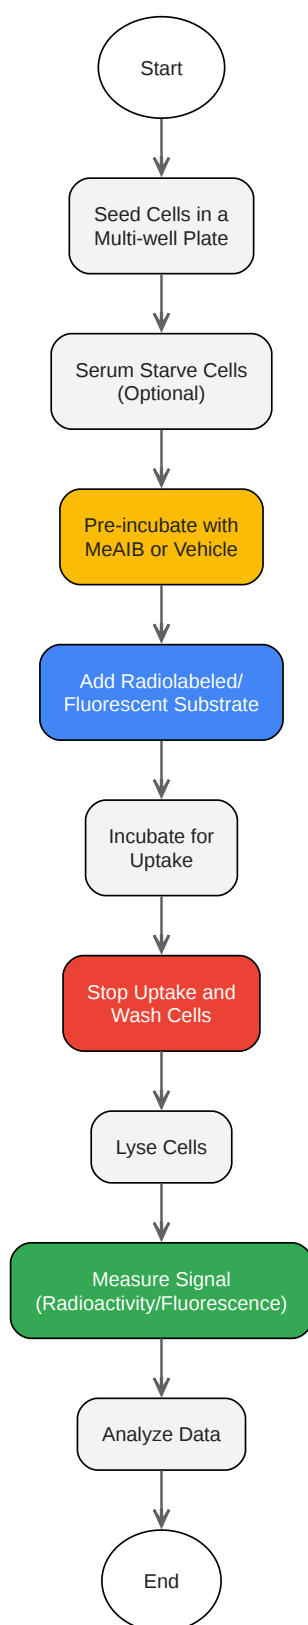 Start
Seed Cells in a
Multi-well Plate
Serum Starve Cells
(Optional)
Pre-incubate with
MeAIB or Vehicle
Add Radiolabeled/
Fluorescent Substrate
Incubate for
Uptake
Stop Uptake and
Wash Cells
Lyse Cells
Measure Signal
(Radioactivity/Fluorescence)
Analyze Data
End